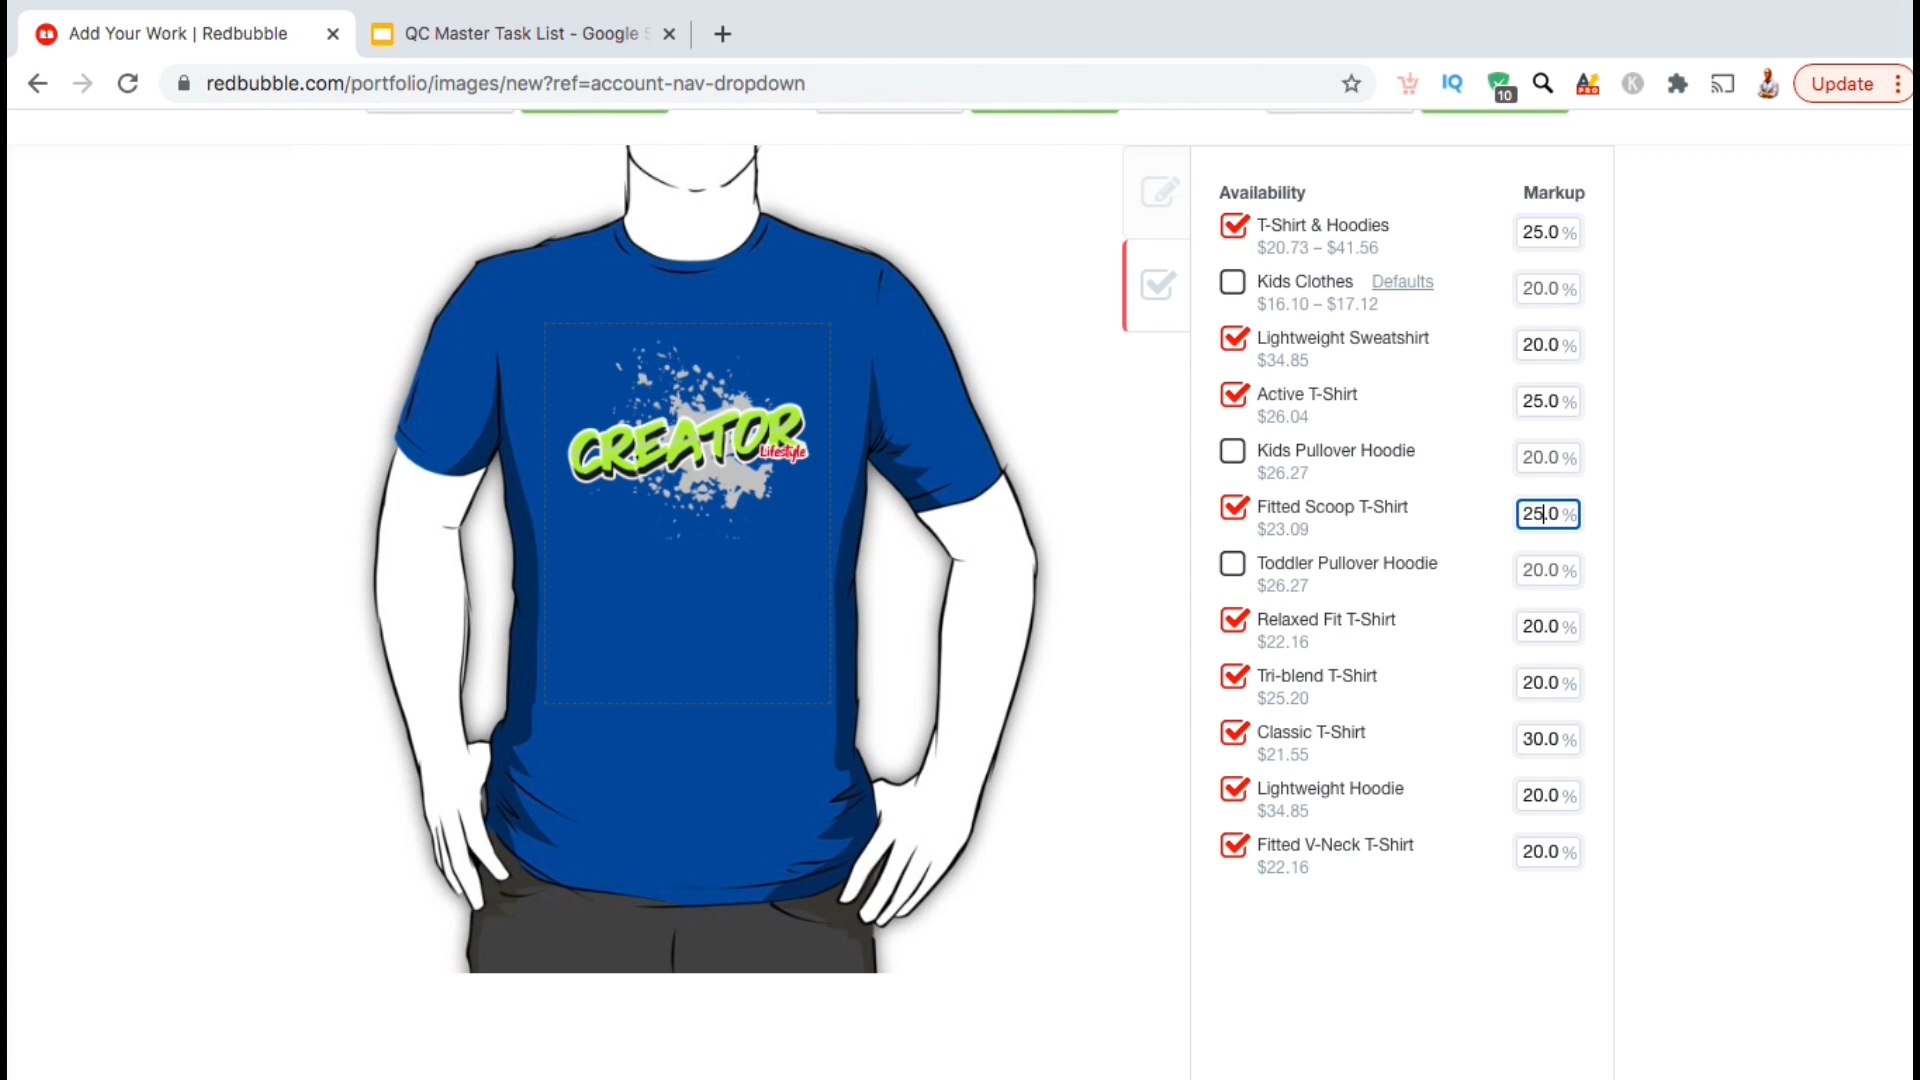 Add Your Work | Redbubble
QC Master Task List - Google S
redbubble.com/portfolio/images/new?ref=account-nav-dropdown
IQ
10
A
PRO
K
Update
Availability Markup
T-Shirt & Hoodies 25.0 %
$20.73 – $41.56
Kids Clothes Defaults 20.0 %
$16.10 – $17.12
Lightweight Sweatshirt 20.0 %
$34.85
Active T-Shirt 25.0 %
$26.04
Kids Pullover Hoodie 20.0 %
$26.27
Fitted Scoop T-Shirt 25.0 %
$23.09
Toddler Pullover Hoodie 20.0 %
$26.27
Relaxed Fit T-Shirt 20.0 %
$22.16
Tri-blend T-Shirt 20.0 %
$25.20
Classic T-Shirt 30.0 %
$21.55
Lightweight Hoodie 20.0 %
$34.85
Fitted V-Neck T-Shirt 20.0 %
$22.16
CREATOR
Lifestyle